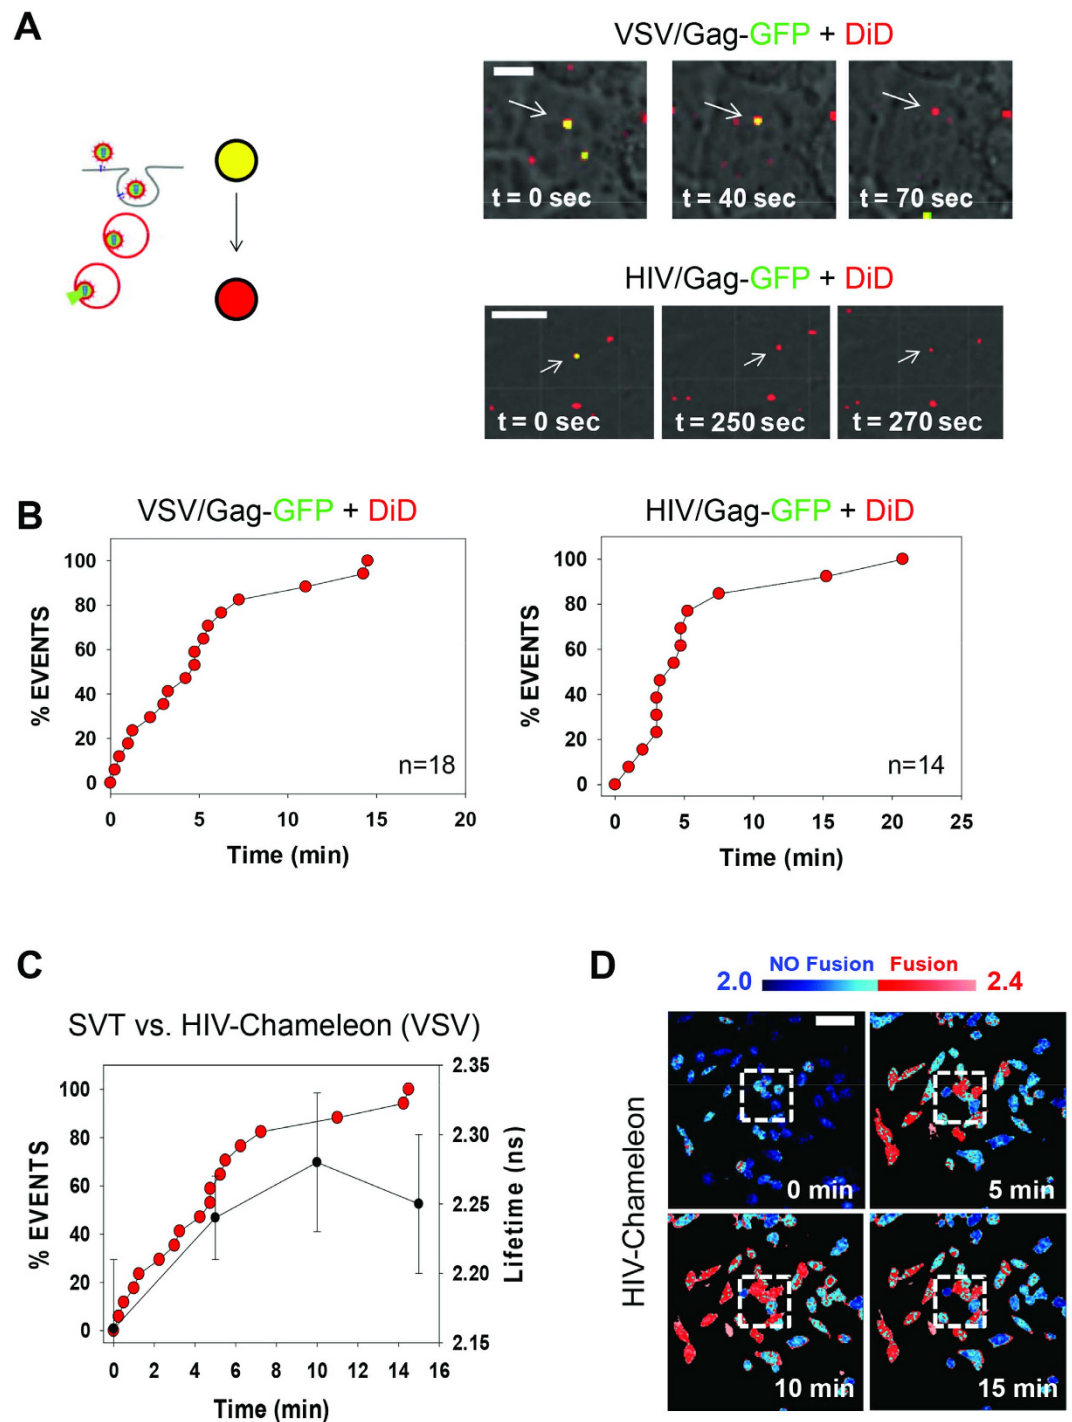 A
VSV/Gag-GFP + DiD
t = 0 sec
t = 40 sec
t = 70 sec
HIV/Gag-GFP + DiD
t = 0 sec
t = 250 sec
t = 270 sec
B
VSV/Gag-GFP + DiD
% EVENTS
100
80
60
40
20
0
n=18
0 5 10 15 20
Time (min)
HIV/Gag-GFP + DiD
% EVENTS
100
80
60
40
20
0
n=14
0 5 10 15 20 25
Time (min)
C
SVT vs. HIV-Chameleon (VSV)
% EVENTS
100
80
60
40
20
0
2.35
2.30
2.25
2.20
2.15
Lifetime (ns)
0 2 4 6 8 10 12 14 16
Time (min)
D
NO Fusion Fusion
2.0 2.4
HIV-Chameleon
0 min
5 min
10 min
15 min